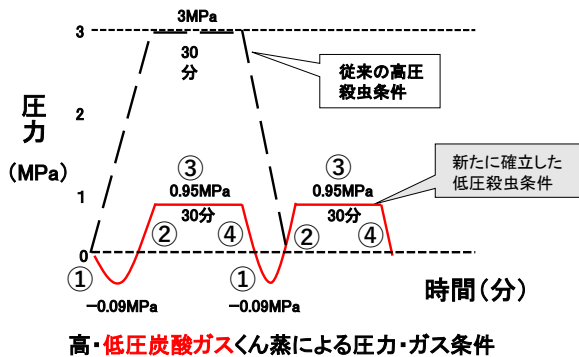 3MPa
3
30
分
従来の高圧
殺虫条件
圧
力
(MPa)
2
③
③
新たに確立した
低圧殺虫条件
1
0.95MPa
0.95MPa
30分
30分
②
④
②
④
0
①
①
−0.09MPa
−0.09MPa
時間(分)
高・低圧炭酸ガスくん蒸による圧力・ガス条件